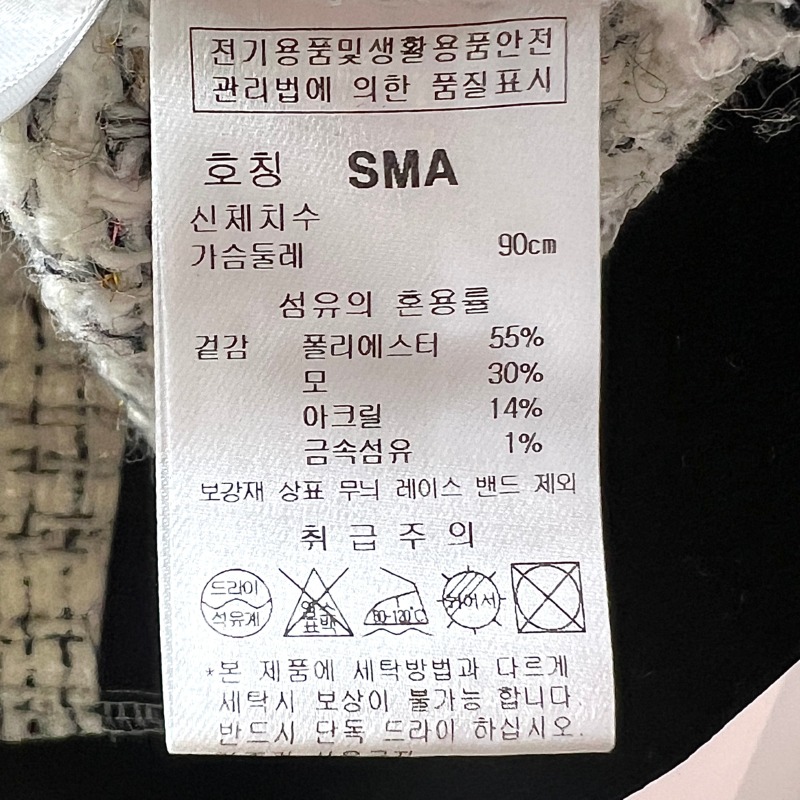 전기용품및생활용품안전
관리법에 의한 품질표시
호칭 SMA
신체치수
가슴둘레 90cm
섬유의 혼용률
겉감 폴리에스터 55%
모 30%
아크릴 14%
금속섬유 1%
보강재 상표 무늬 레이스 밴드 제외
취급주의
드라이
석유계
염소
표백
80-120℃
뉘어서
*본 제품에 세탁방법과 다르게
세탁시 보상이 불가능 합니다.
반드시 단독 드라이 하십시오.